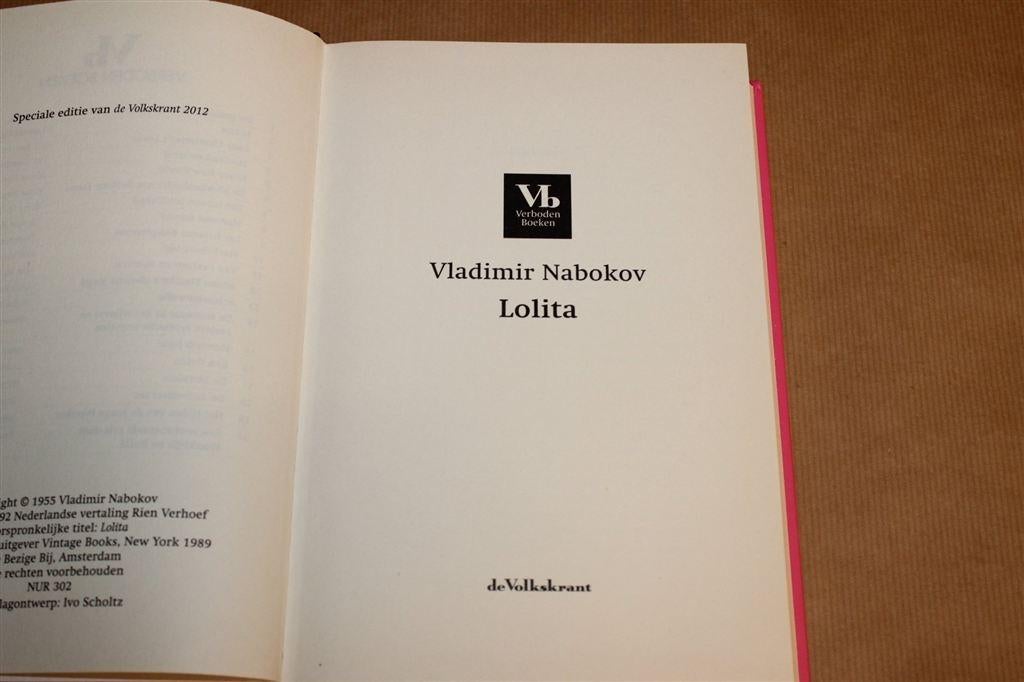 Speciale editie van de Volkskrant 2012
ght © 1955 Vladimir Nabokov
92 Nederlandse vertaling Rien Verhoef
orspronkelijke titel: Lolita
uitgever Vintage Books, New York 1989
Bezige Bij, Amsterdam
rechten voorbehouden
NUR 302
lagontwerp: Ivo Scholtz
Vb
Verboden
Boeken
Vladimir Nabokov
Lolita
deVolkskrant